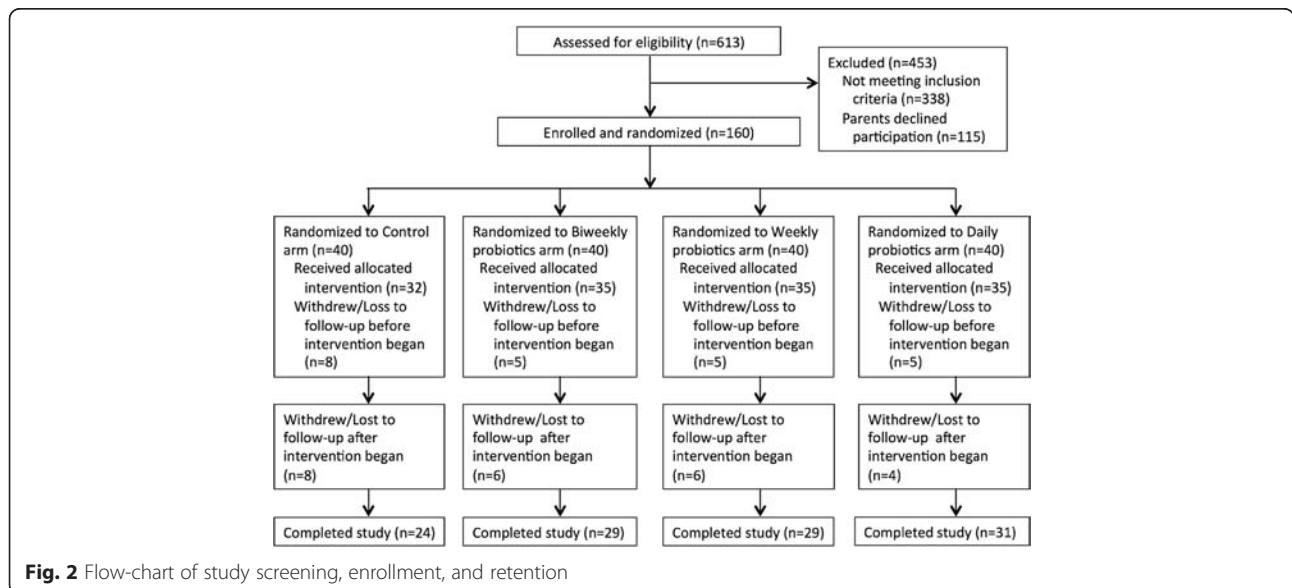 Assessed for eligibility (n=613)
Excluded (n=453)
Not meeting inclusion
criteria (n=338)
Parents declined
participation (n=115)
Enrolled and randomized (n=160)
Randomized to Control
arm (n=40)
Received allocated
intervention (n=32)
Withdrew/Loss to
follow-up before
intervention began
(n=8)
Randomized to Biweekly
probiotics arm (n=40)
Received allocated
intervention (n=35)
Withdrew/Loss to
follow-up before
intervention began
(n=5)
Randomized to Weekly
probiotics arm (n=40)
Received allocated
intervention (n=35)
Withdrew/Loss to
follow-up before
intervention began
(n=5)
Randomized to Daily
probiotics arm (n=40)
Received allocated
intervention (n=35)
Withdrew/Loss to
follow-up before
intervention began
(n=5)
Withdrew/Lost to
follow-up after
intervention began
(n=8)
Withdrew/Lost to
follow-up after
intervention began
(n=6)
Withdrew/Lost to
follow-up after
intervention began
(n=6)
Withdrew/Lost to
follow-up after
intervention began
(n=4)
Completed study (n=24)
Completed study (n=29)
Completed study (n=29)
Completed study (n=31)
Fig. 2 Flow-chart of study screening, enrollment, and retention